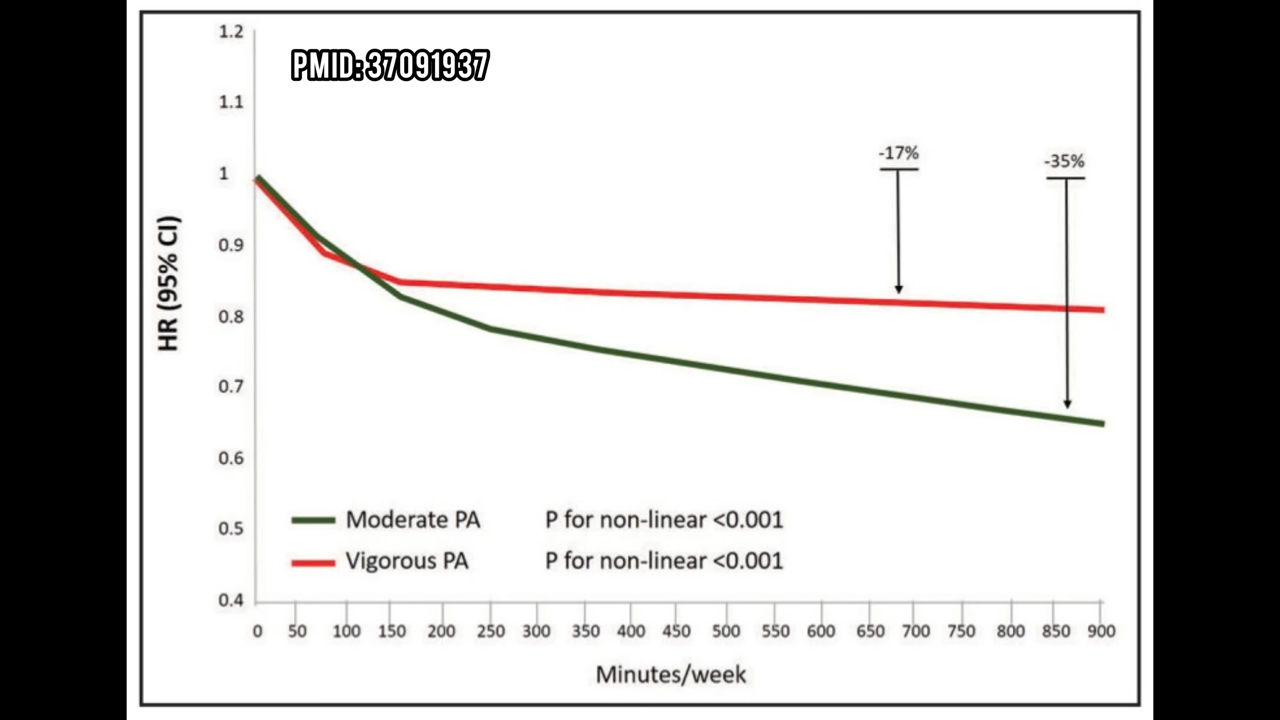 PMID: 37091937
1.2
1.1
1
0.9
0.8
0.7
0.6
0.5
0.4
HR (95% CI)
-17%
-35%
Moderate PA P for non-linear <0.001
Vigorous PA P for non-linear <0.001
0 50 100 150 200 250 300 350 400 450 500 550 600 650 700 750 800 850 900
Minutes/week